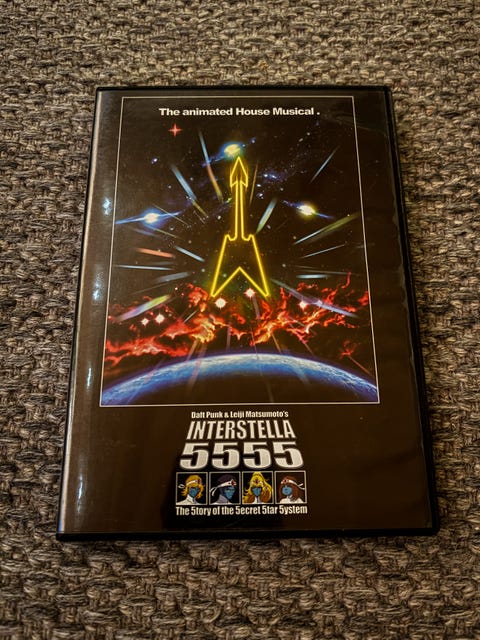 The animated House Musical .
Daft Punk & Leiji Matsumoto's
INTERSTELLA
5555
The 5tory of the 5ecret 5tar 5ystem